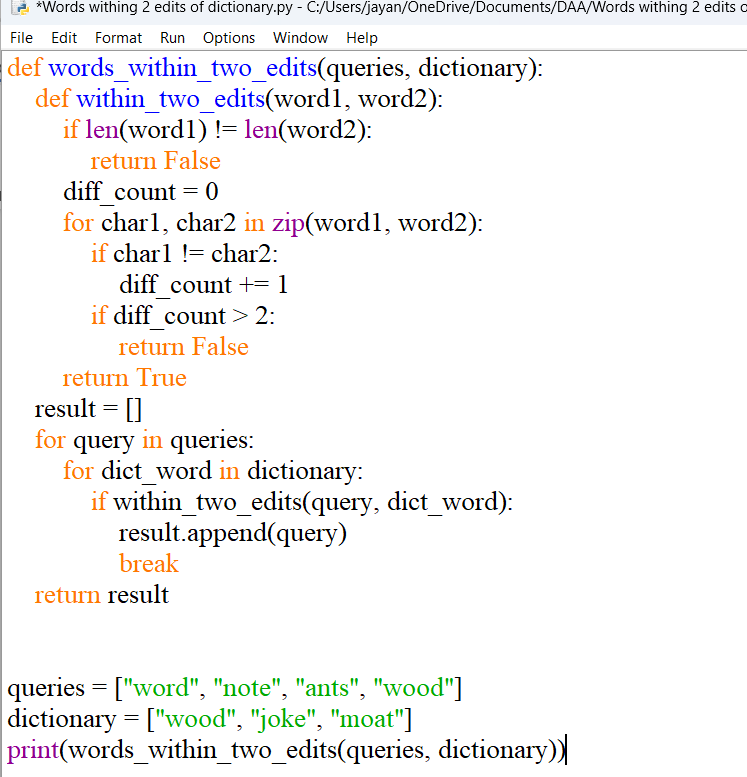 *Words withing 2 edits of dictionary.py - C:/Users/jayan/OneDrive/Documents/DAA/Words withing 2 edits o
File Edit Format Run Options Window Help
def words_within_two_edits(queries, dictionary):
    def within_two_edits(word1, word2):
        if len(word1) != len(word2):
            return False
        diff_count = 0
        for char1, char2 in zip(word1, word2):
            if char1 != char2:
                diff_count += 1
            if diff_count > 2:
                return False
        return True
    result = []
    for query in queries:
        for dict_word in dictionary:
            if within_two_edits(query, dict_word):
                result.append(query)
                break
    return result
queries = ["word", "note", "ants", "wood"]
dictionary = ["wood", "joke", "moat"]
print(words_within_two_edits(queries, dictionary))